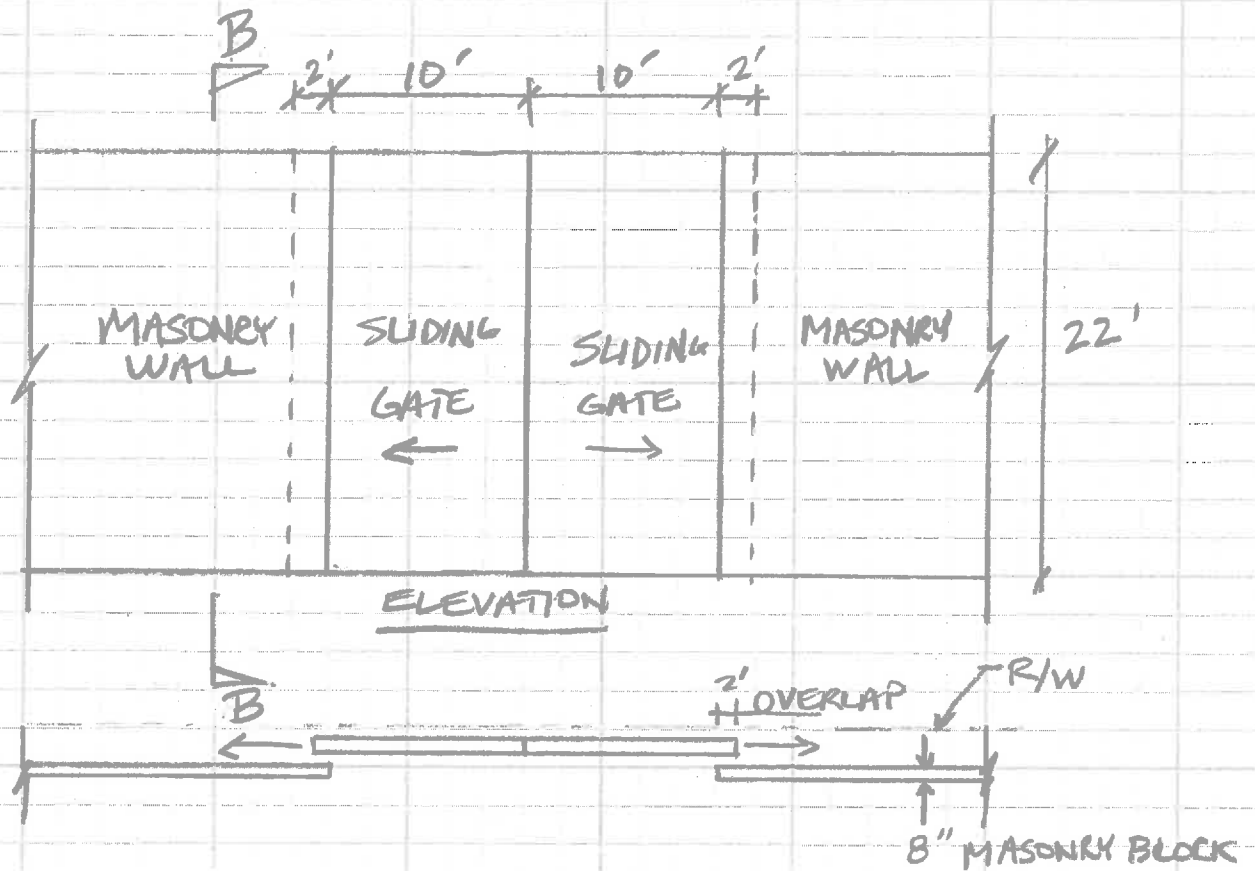 B
2' 10' 10' 2'
MASONRY
WALL
SLIDING
GATE
SLIDING
GATE
MASONRY
WALL
22'
ELEVATION
B
2' OVERLAP
R/W
8" MASONRY BLOCK